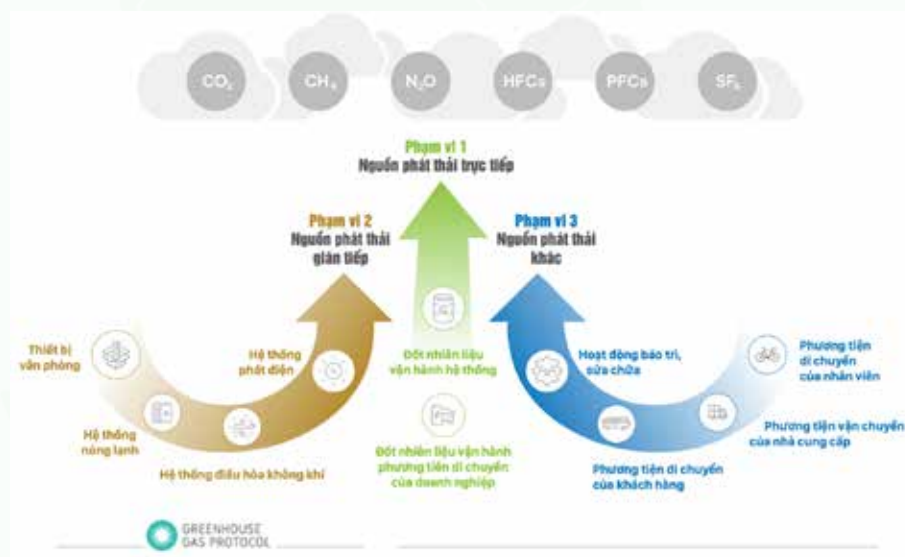 CO₂ CH₄ N₂O HFCs PFCs SF₆
Phạm vi 1
Nguồn phát thải trực tiếp
Phạm vi 2
Nguồn phát thải
gián tiếp
Phạm vi 3
Nguồn phát thải
khác
Thiết bị
văn phòng
Hệ thống
nóng lạnh
Hệ thống điều hòa không khí
Hệ thống
phát điện
Đốt nhiên liệu
vận hành hệ thống
Đốt nhiên liệu vận hành
phương tiện di chuyển
của doanh nghiệp
Hoạt động bảo trì,
sửa chữa
Phương tiện di chuyển
của khách hàng
Phương tiện vận chuyển
của nhà cung cấp
Phương tiện
di chuyển
của nhân viên
GREENHOUSE
GAS PROTOCOL